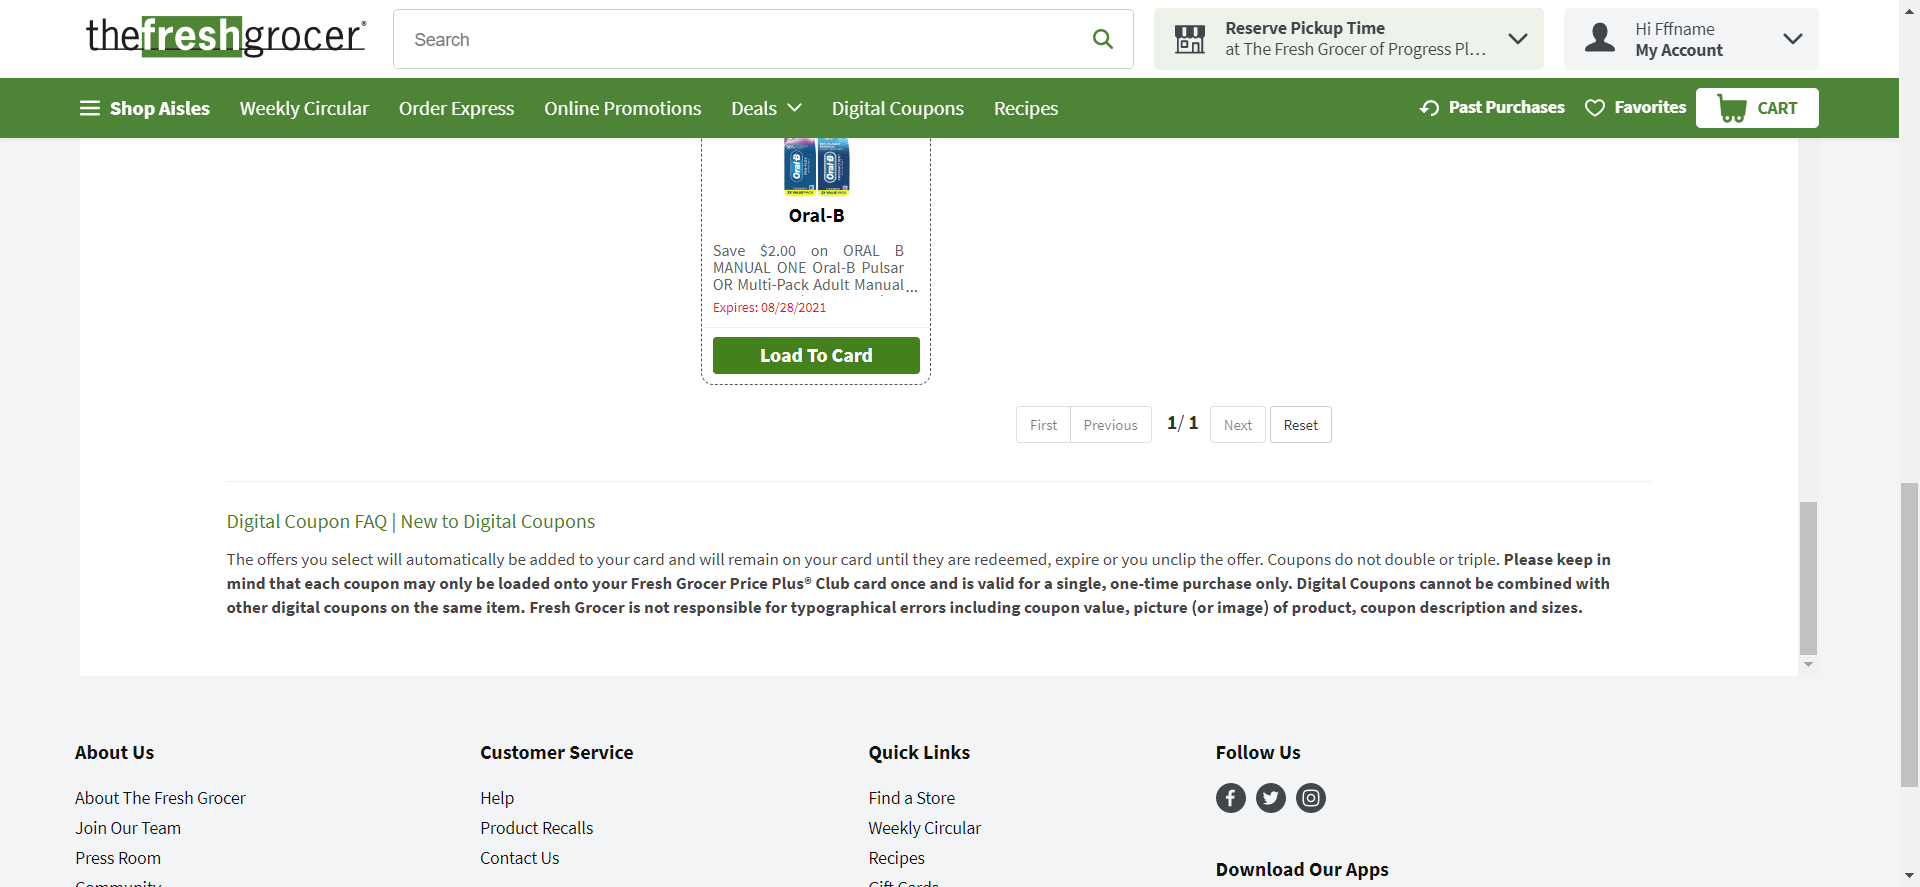 thefreshgrocer®
Search
Reserve Pickup Time
at The Fresh Grocer of Progress Pl...
Hi Fffname
My Account
Shop Aisles
Weekly Circular
Order Express
Online Promotions
Deals
Digital Coupons
Recipes
Past Purchases
Favorites
CART
Oral-B
Oral-B
Oral-B
Save $2.00 on ORAL B
MANUAL ONE Oral-B Pulsar
OR Multi-Pack Adult Manual...
Expires: 08/28/2021
Load To Card
First
Previous
1/ 1
Next
Reset
Digital Coupon FAQ | New to Digital Coupons
The offers you select will automatically be added to your card and will remain on your card until they are redeemed, expire or you unclip the offer. Coupons do not double or triple. Please keep in
mind that each coupon may only be loaded onto your Fresh Grocer Price Plus® Club card once and is valid for a single, one-time purchase only. Digital Coupons cannot be combined with
other digital coupons on the same item. Fresh Grocer is not responsible for typographical errors including coupon value, picture (or image) of product, coupon description and sizes.
About Us
About The Fresh Grocer
Join Our Team
Press Room
Community
Customer Service
Help
Product Recalls
Contact Us
Quick Links
Find a Store
Weekly Circular
Recipes
Gift Cards
Follow Us
Download Our Apps